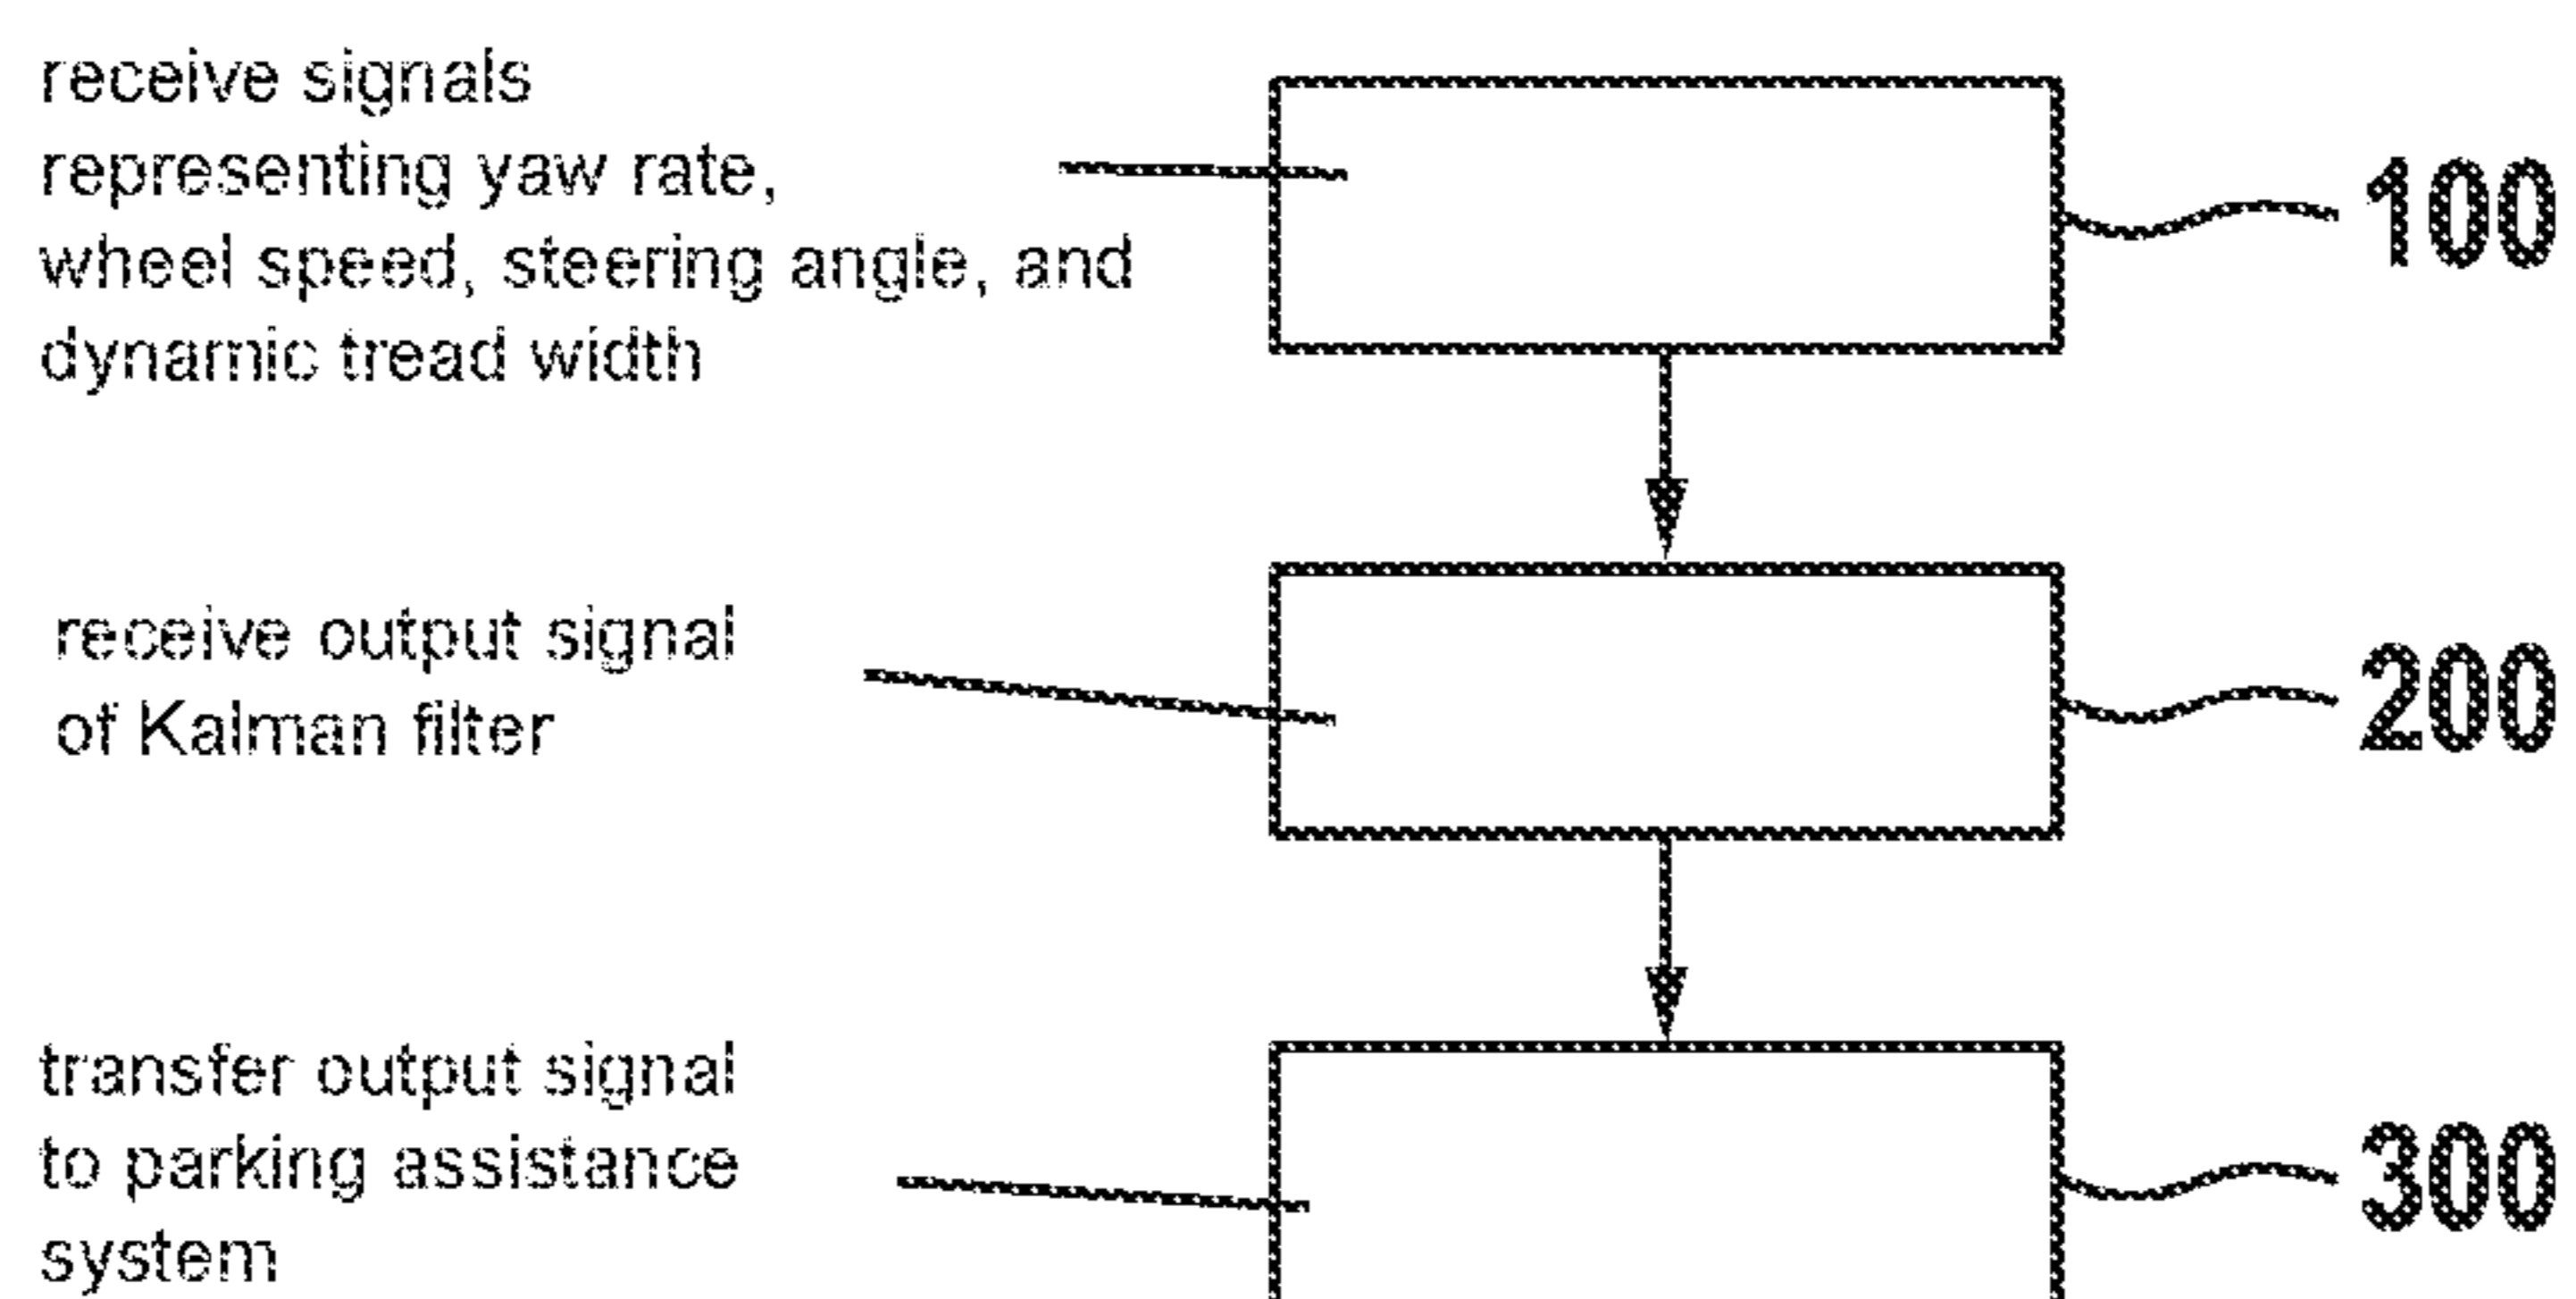 receive signals
representing yaw rate,
wheel speed, steering angle, and
dynamic tread width
100
receive output signal
of Kalman filter
200
transfer output signal
to parking assistance
system
300